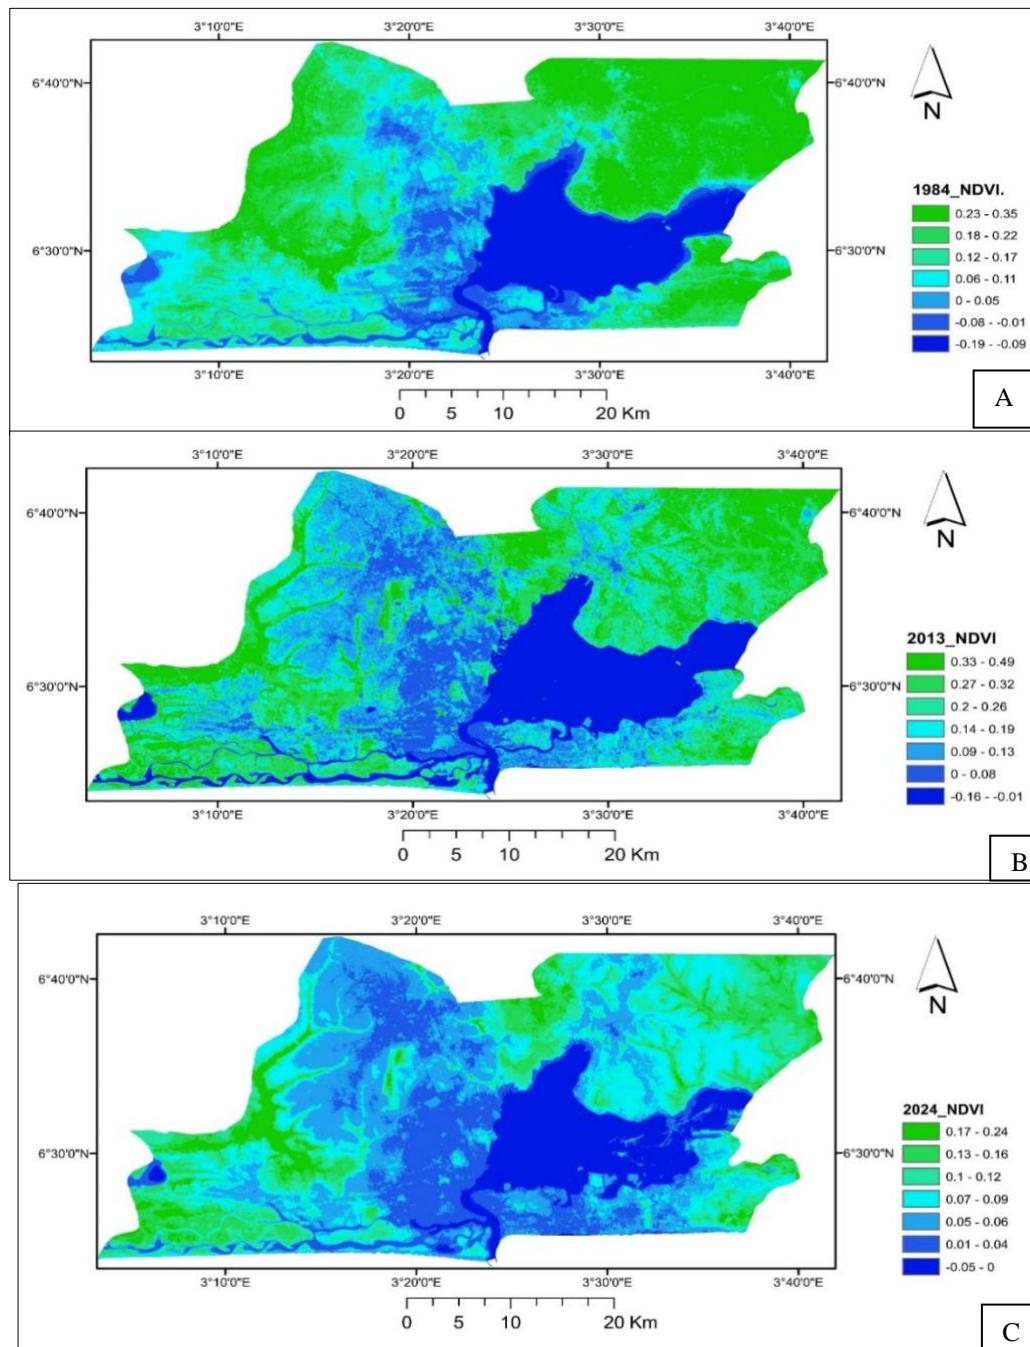 3°10'0"E 3°20'0"E 3°30'0"E 3°40'0"E
6°40'0"N 6°40'0"N
N
1984_NDVI.
0.23 - 0.35
0.18 - 0.22
0.12 - 0.17
6°30'0"N 6°30'0"N
0.06 - 0.11
0 - 0.05
-0.08 - -0.01
-0.19 - -0.09
3°10'0"E 3°20'0"E 3°30'0"E 3°40'0"E
0 5 10 20 Km
A
3°10'0"E 3°20'0"E 3°30'0"E 3°40'0"E
6°40'0"N 6°40'0"N
N
2013_NDVI
0.33 - 0.49
0.27 - 0.32
6°30'0"N 6°30'0"N
0.2 - 0.26
0.14 - 0.19
0.09 - 0.13
0 - 0.08
-0.16 - -0.01
3°10'0"E 3°20'0"E 3°30'0"E 3°40'0"E
0 5 10 20 Km
B
3°10'0"E 3°20'0"E 3°30'0"E 3°40'0"E
6°40'0"N 6°40'0"N
N
2024_NDVI
0.17 - 0.24
0.13 - 0.16
6°30'0"N 6°30'0"N
0.1 - 0.12
0.07 - 0.09
0.05 - 0.06
0.01 - 0.04
-0.05 - 0
3°10'0"E 3°20'0"E 3°30'0"E 3°40'0"E
0 5 10 20 Km
C